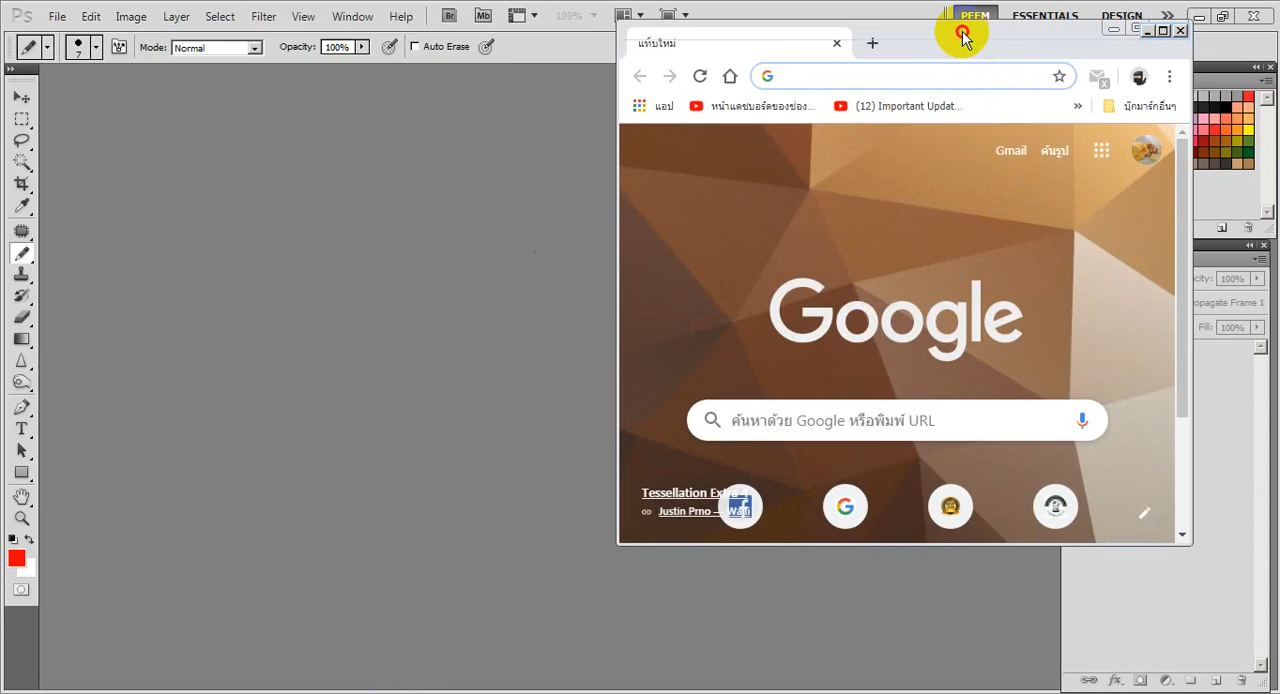 Ps File Edit Image Layer Select Filter View Window Help Br Mb 100% PEEM ESSENTIALS DESIGN
7 Mode: Normal Opacity: 100% Auto Erase
แท็บใหม่
แอป หน้าแดชบอร์ดของช่อง... (12) Important Updat... บุ๊กมาร์กอื่นๆ
Gmail ค้นรูป
Google
ค้นหาด้วย Google หรือพิมพ์ URL
Justin Prno —
100%
opagate Frame 1
Fill: 100%